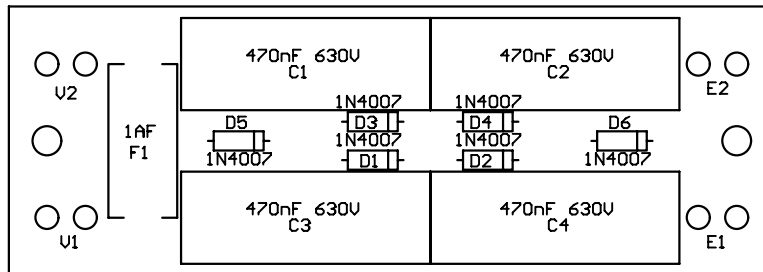 470nF 630V
C1
470nF 630V
C2
V2
E2
1N4007
1N4007
1AF
F1
D5
D3
D4
D6
1N4007
1N4007
1N4007
D1
D2
1N4007
470nF 630V
C3
470nF 630V
C4
V1
E1